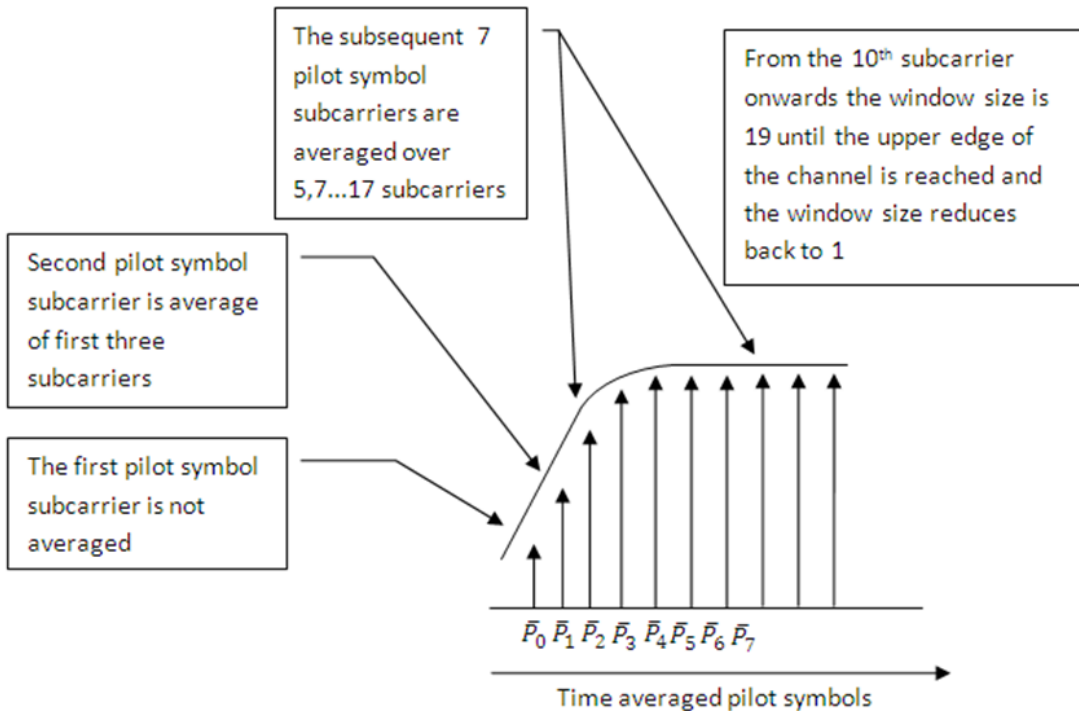 The subsequent 7
pilot symbol
subcarriers are
averaged over
5,7...17 subcarriers
From the 10th subcarrier
onwards the window size is
19 until the upper edge of
the channel is reached and
the window size reduces
back to 1
Second pilot symbol
subcarrier is average
of first three
subcarriers
The first pilot symbol
subcarrier is not
averaged
P̅₀ P̅₁ P̅₂ P̅₃ P̅₄ P̅₅ P̅₆ P̅₇
Time averaged pilot symbols